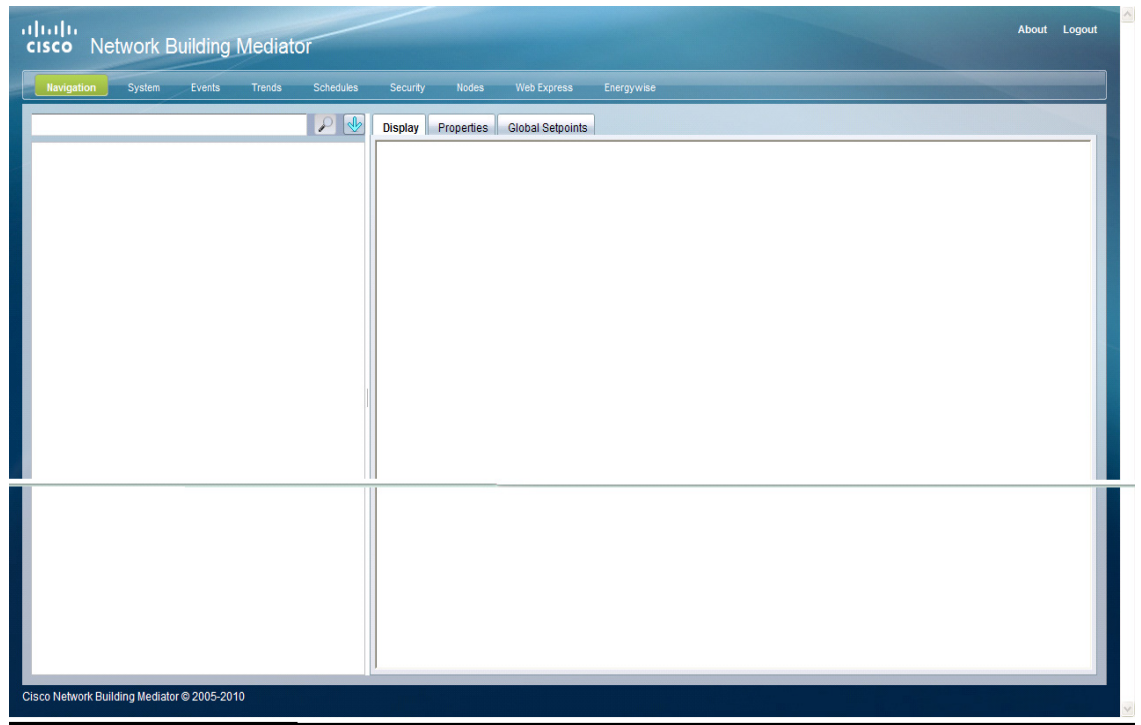 About Logout
CISCO Network Building Mediator
Navigation System Events Trends Schedules Security Nodes Web Express Energywise
Display Properties Global Setpoints
Cisco Network Building Mediator © 2005-2010